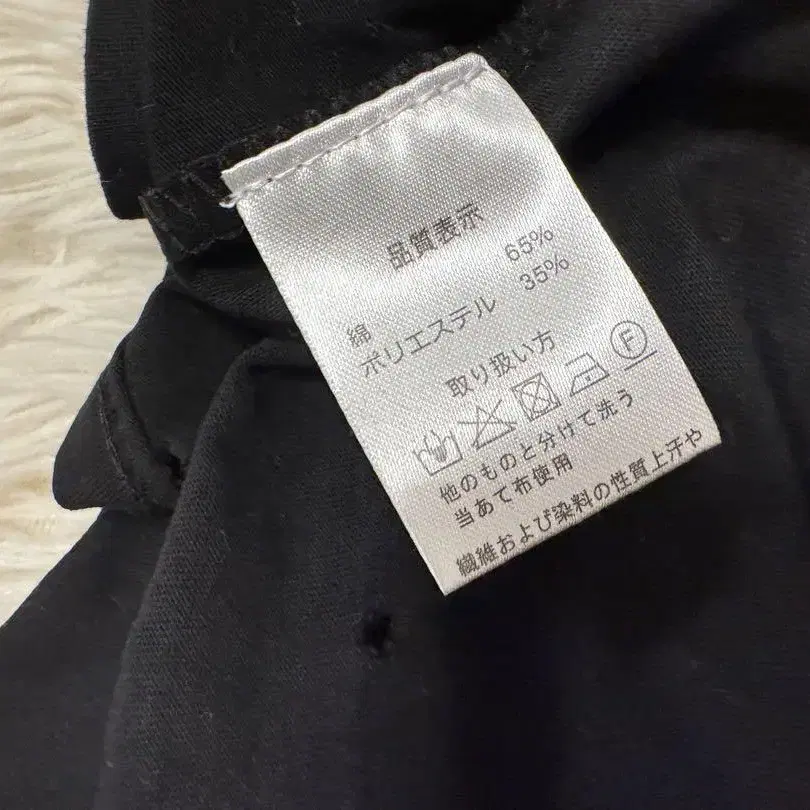 品質表示
綿 65%
ポリエステル 35%
取り扱い方
F
他のものと分けて洗う
当あて布使用
繊維および染料の性質上汗や